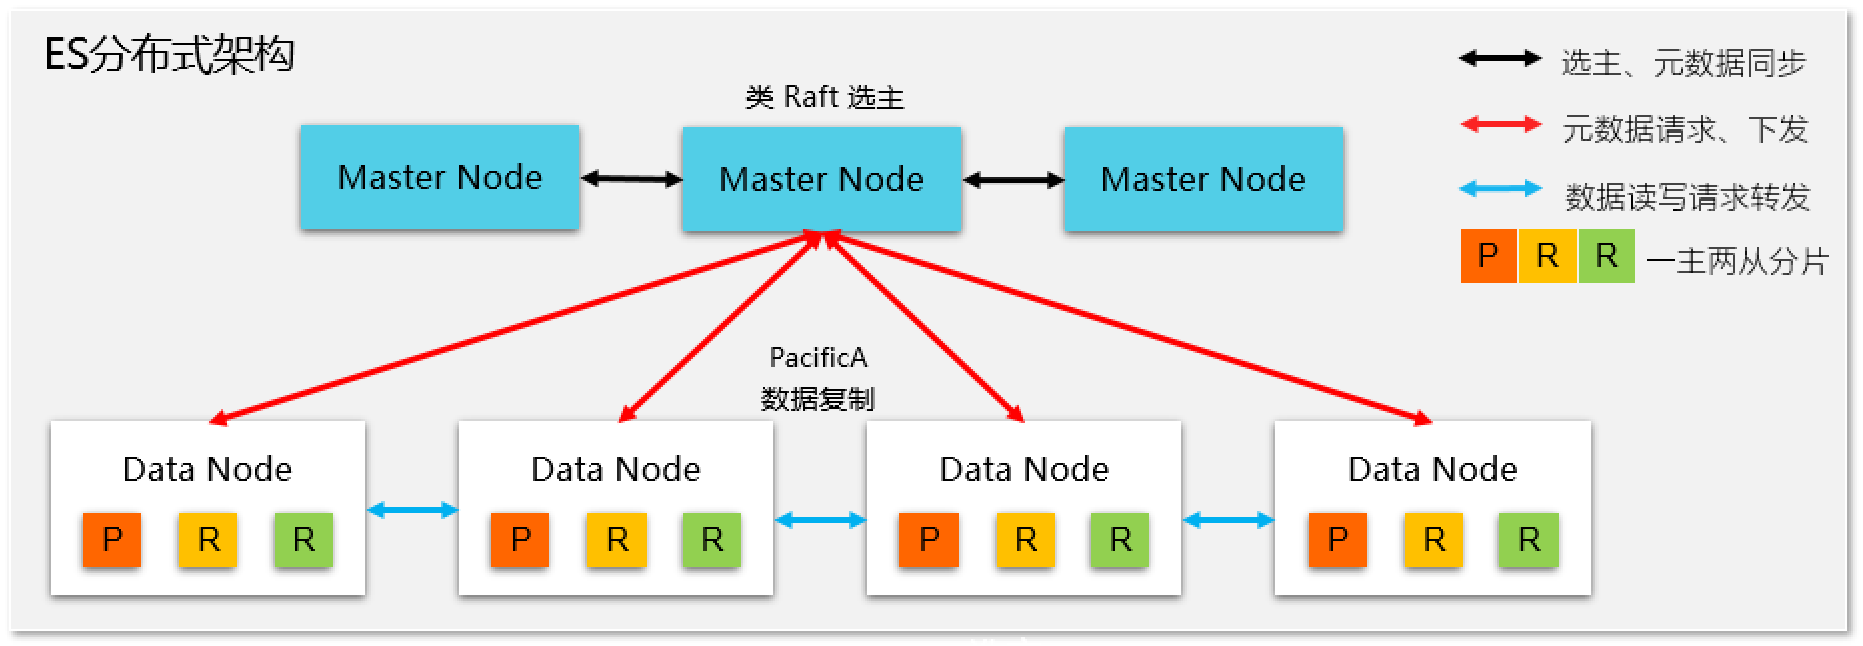 ES分布式架构
类 Raft 选主
Master Node
Master Node
Master Node
选主、元数据同步
元数据请求、下发
数据读写请求转发
P R R 一主两从分片
PacificA
数据复制
Data Node
P R R
Data Node
P R R
Data Node
P R R
Data Node
P R R